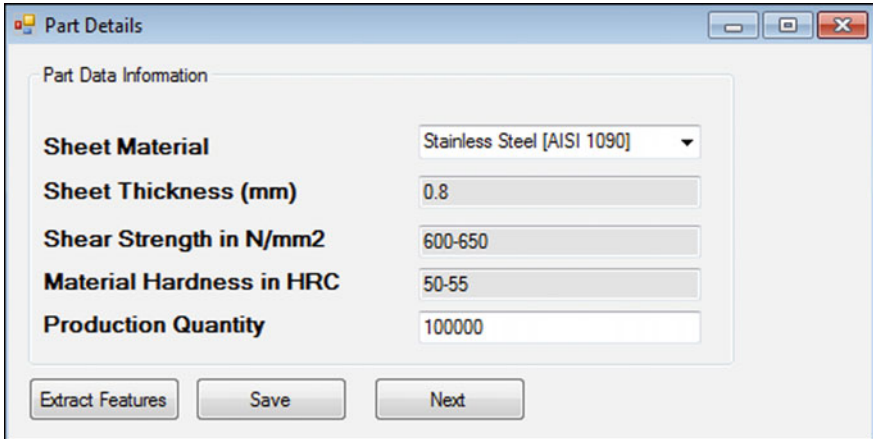 Part Details
Part Data Information
Sheet Material Stainless Steel [AISI 1090]
Sheet Thickness (mm) 0.8
Shear Strength in N/mm2 600-650
Material Hardness in HRC 50-55
Production Quantity 100000
Extract Features Save Next